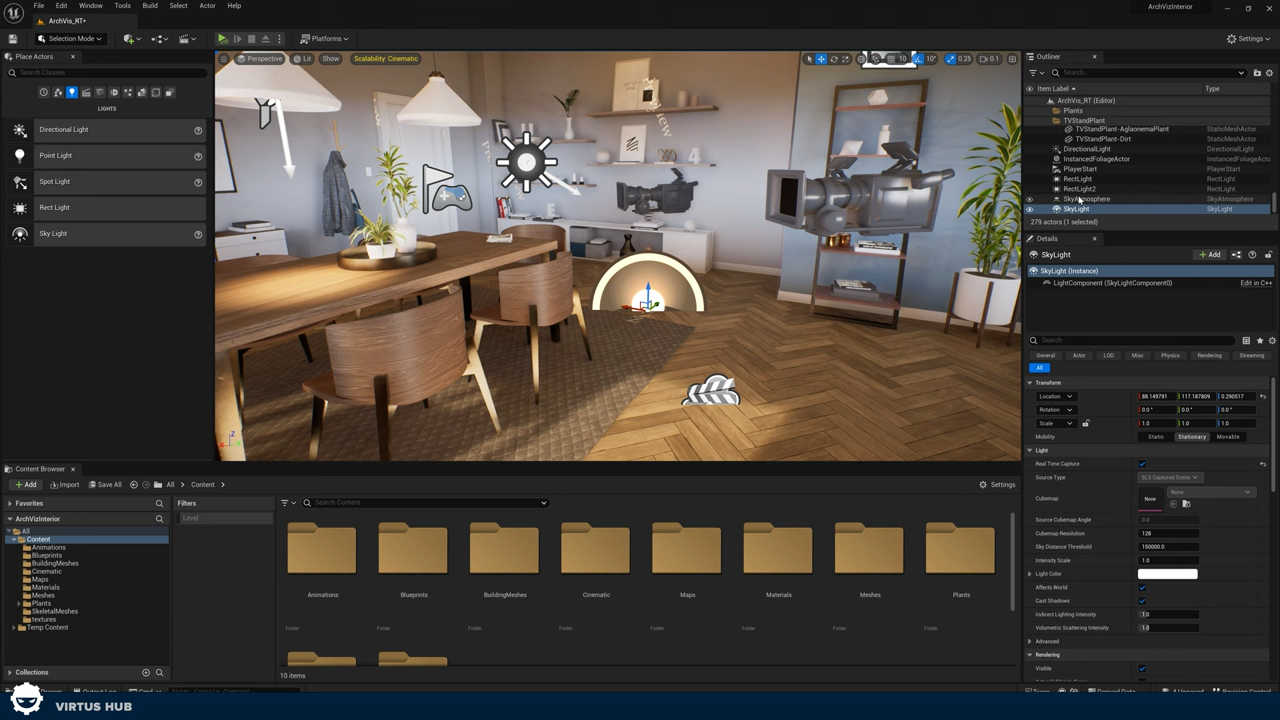 File Edit Window Tools Build Select Actor Help
ArchVizInterior
ArchVis_RT•
Selection Mode
Platforms
Settings
Place Actors
Search Classes
LIGHTS
Directional Light
Point Light
Spot Light
Rect Light
Sky Light
Perspective Lit Show Scalability: Cinematic
10 10° 0.25 0.1
Outliner
Search...
Item Label Type
ArchVis_RT (Editor)
Plants
TVStandPlant
TVStandPlant-AglaonemaPlant StaticMeshActor
TVStandPlant-Dirt StaticMeshActor
DirectionalLight DirectionalLight
InstancedFoliageActor InstancedFoliageActo
PlayerStart PlayerStart
RectLight RectLight
RectLight2 RectLight
SkyAtmosphere SkyAtmosphere
SkyLight SkyLight
279 actors (1 selected)
Details
SkyLight
Add
SkyLight (Instance)
LightComponent (SkyLightComponent0) Edit in C++
Search
General Actor LOD Misc Physics Rendering Streaming
All
Transform
Location 88.149791 117.187809 0.290517
Rotation 0.0° 0.0° 0.0°
Scale 1.0 1.0 1.0
Mobility Static Stationary Movable
Light
Real Time Capture
Source Type SLS Captured Scene
Cubemap None None
Source Cubemap Angle 0.0
Cubemap Resolution 128
Sky Distance Threshold 150000.0
Intensity Scale 1.0
Light Color
Affects World
Cast Shadows
Indirect Lighting Intensity 1.0
Volumetric Scattering Intensity 1.0
Advanced
Rendering
Visible
Content Browser
Add Import Save All All Content
Settings
Favorites
ArchVizInterior
All
Content
Animations
Blueprints
BuildingMeshes
Cinematic
Maps
Materials
Meshes
Plants
SkeletalMeshes
textures
Temp Content
Collections
Filters
Level
Search Content
Animations Blueprints BuildingMeshes Cinematic Maps Materials Meshes Plants
Folder Folder Folder Folder Folder Folder Folder Folder
10 items
VIRTUS HUB